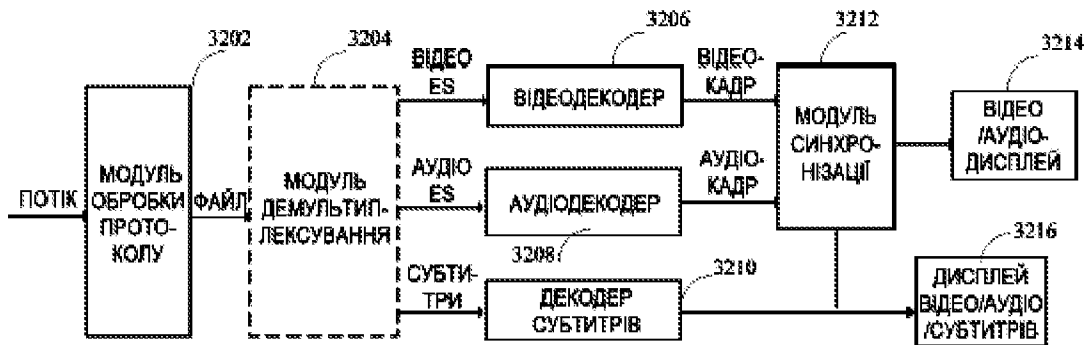 3202
3204
3206
3212
3214
ПОТІК
МОДУЛЬ
ОБРОБКИ
ПРОТО-
КОЛУ
ФАЙЛ
МОДУЛЬ
ДЕМУЛЬТИП-
ЛЕКСУВАННЯ
ВІДЕО
ES
ВІДЕОДЕКОДЕР
ВІДЕО-
КАДР
АУДІО
ES
АУДІОДЕКОДЕР
3208
АУДІО-
КАДР
СУБТИ-
ТРИ
ДЕКОДЕР
СУБТИТРІВ
3210
МОДУЛЬ
СИНХРО-
НІЗАЦІЇ
ВІДЕО
/АУДІО-
ДИСПЛЕЙ
3216
ДИСПЛЕЙ
ВІДЕО/АУДІО
/СУБТИТРІВ